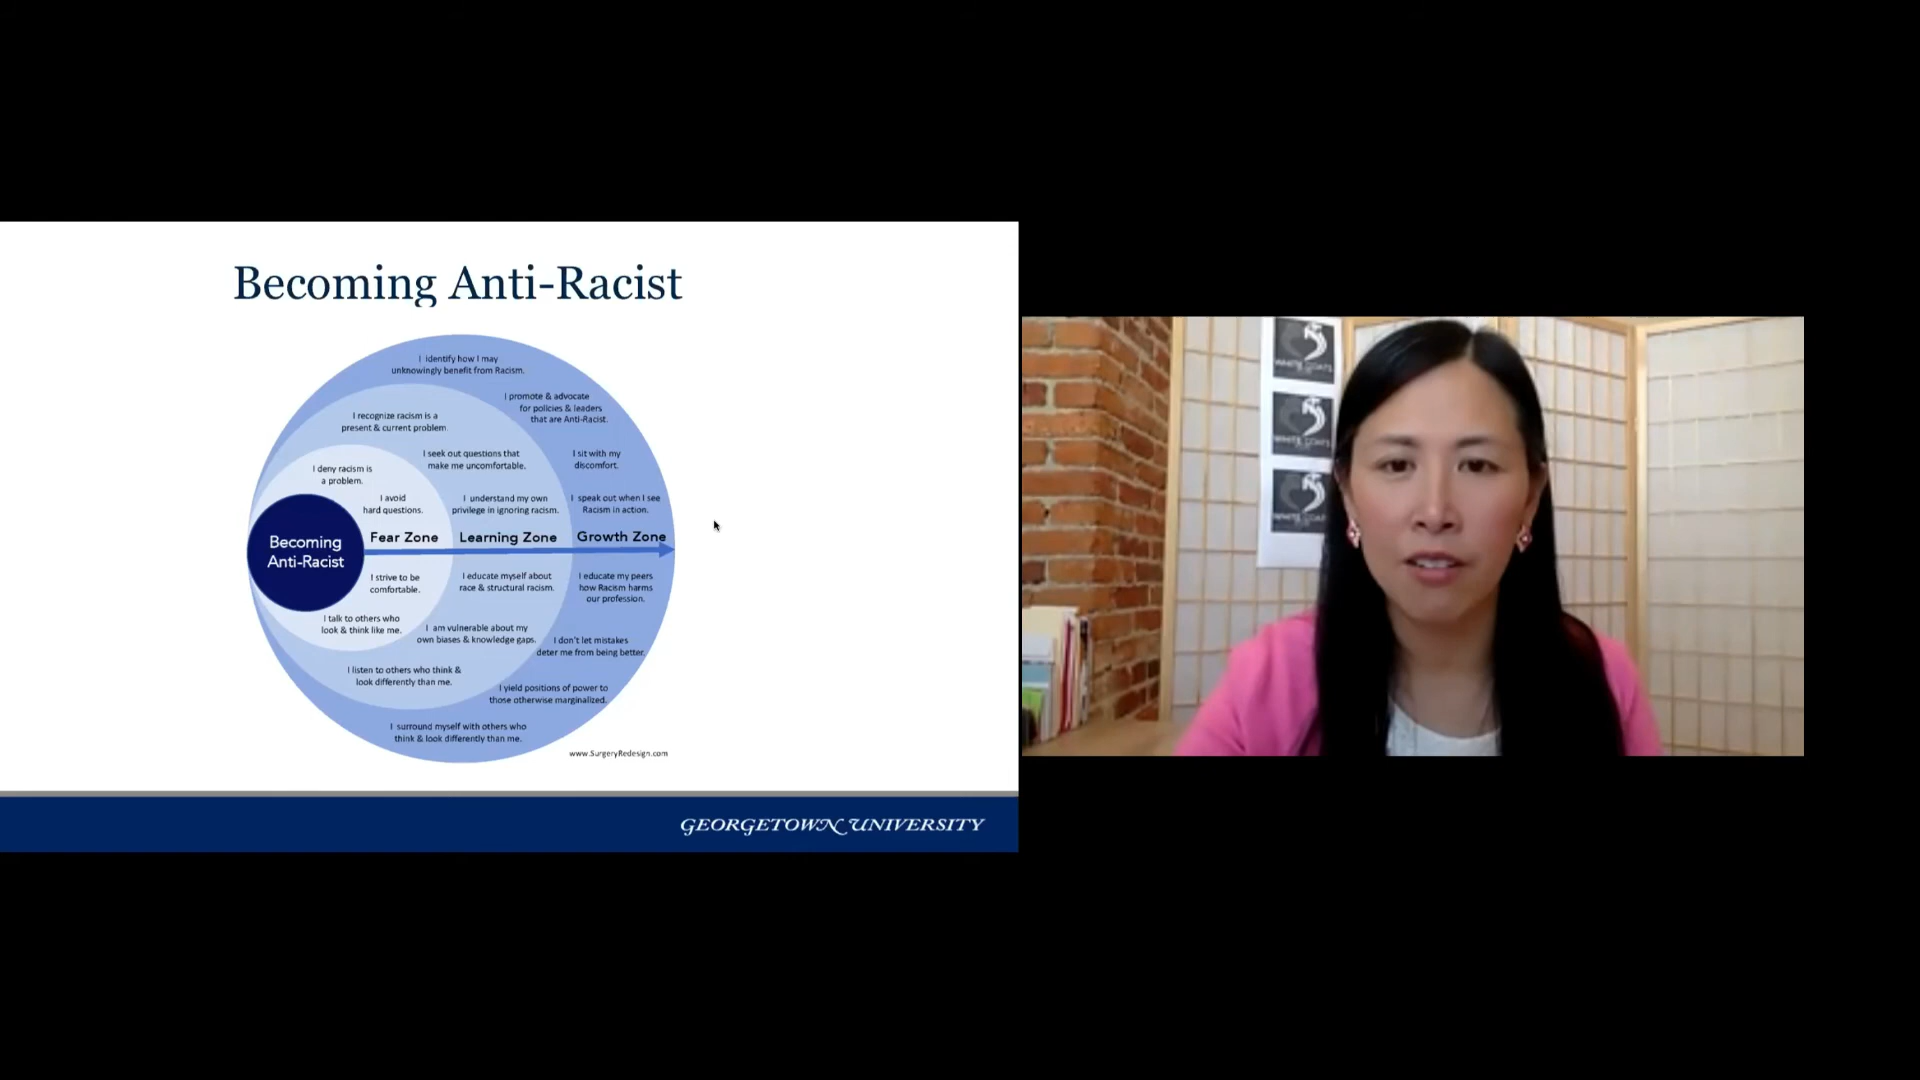 Becoming Anti-Racist
I identify how I may
unknowingly benefit from Racism.
I promote & advocate
for policies & leaders
that are Anti-Racist.
I recognize racism is a
present & current problem.
I seek out questions that
make me uncomfortable.
I sit with my
discomfort.
I deny racism is
a problem.
I avoid
hard questions.
I understand my own
privilege in ignoring racism.
I speak out when I see
Racism in action.
Becoming
Anti-Racist
Fear Zone
Learning Zone
Growth Zone
I strive to be
comfortable.
I educate myself about
race & structural racism.
I educate my peers
how Racism harms
our profession.
I talk to others who
look & think like me.
I am vulnerable about my
own biases & knowledge gaps.
I don't let mistakes
deter me from being better.
I listen to others who think &
look differently than me.
I yield positions of power to
those otherwise marginalized.
I surround myself with others who
think & look differently than me.
www.SurgeryRedesign.com
GEORGETOWN UNIVERSITY
WHITE COATS
WHITE COATS
WHITE COATS